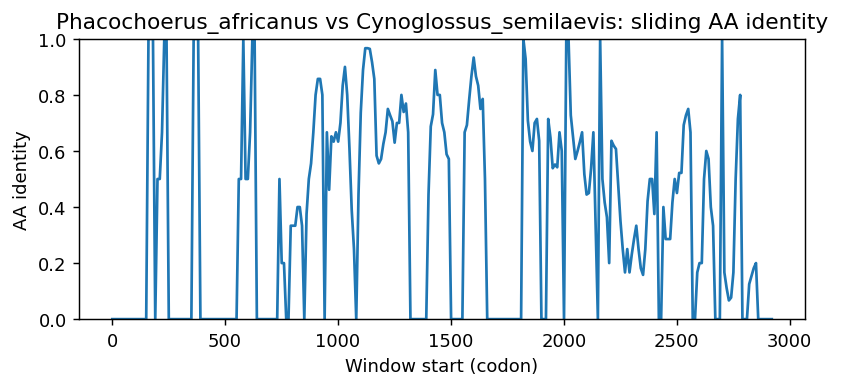 Phacochoerus_africanus vs Cynoglossus_semilaevis: sliding AA identity
1.0
0.8
0.6
0.4
0.2
0.0
AA identity
0 500 1000 1500 2000 2500 3000
Window start (codon)